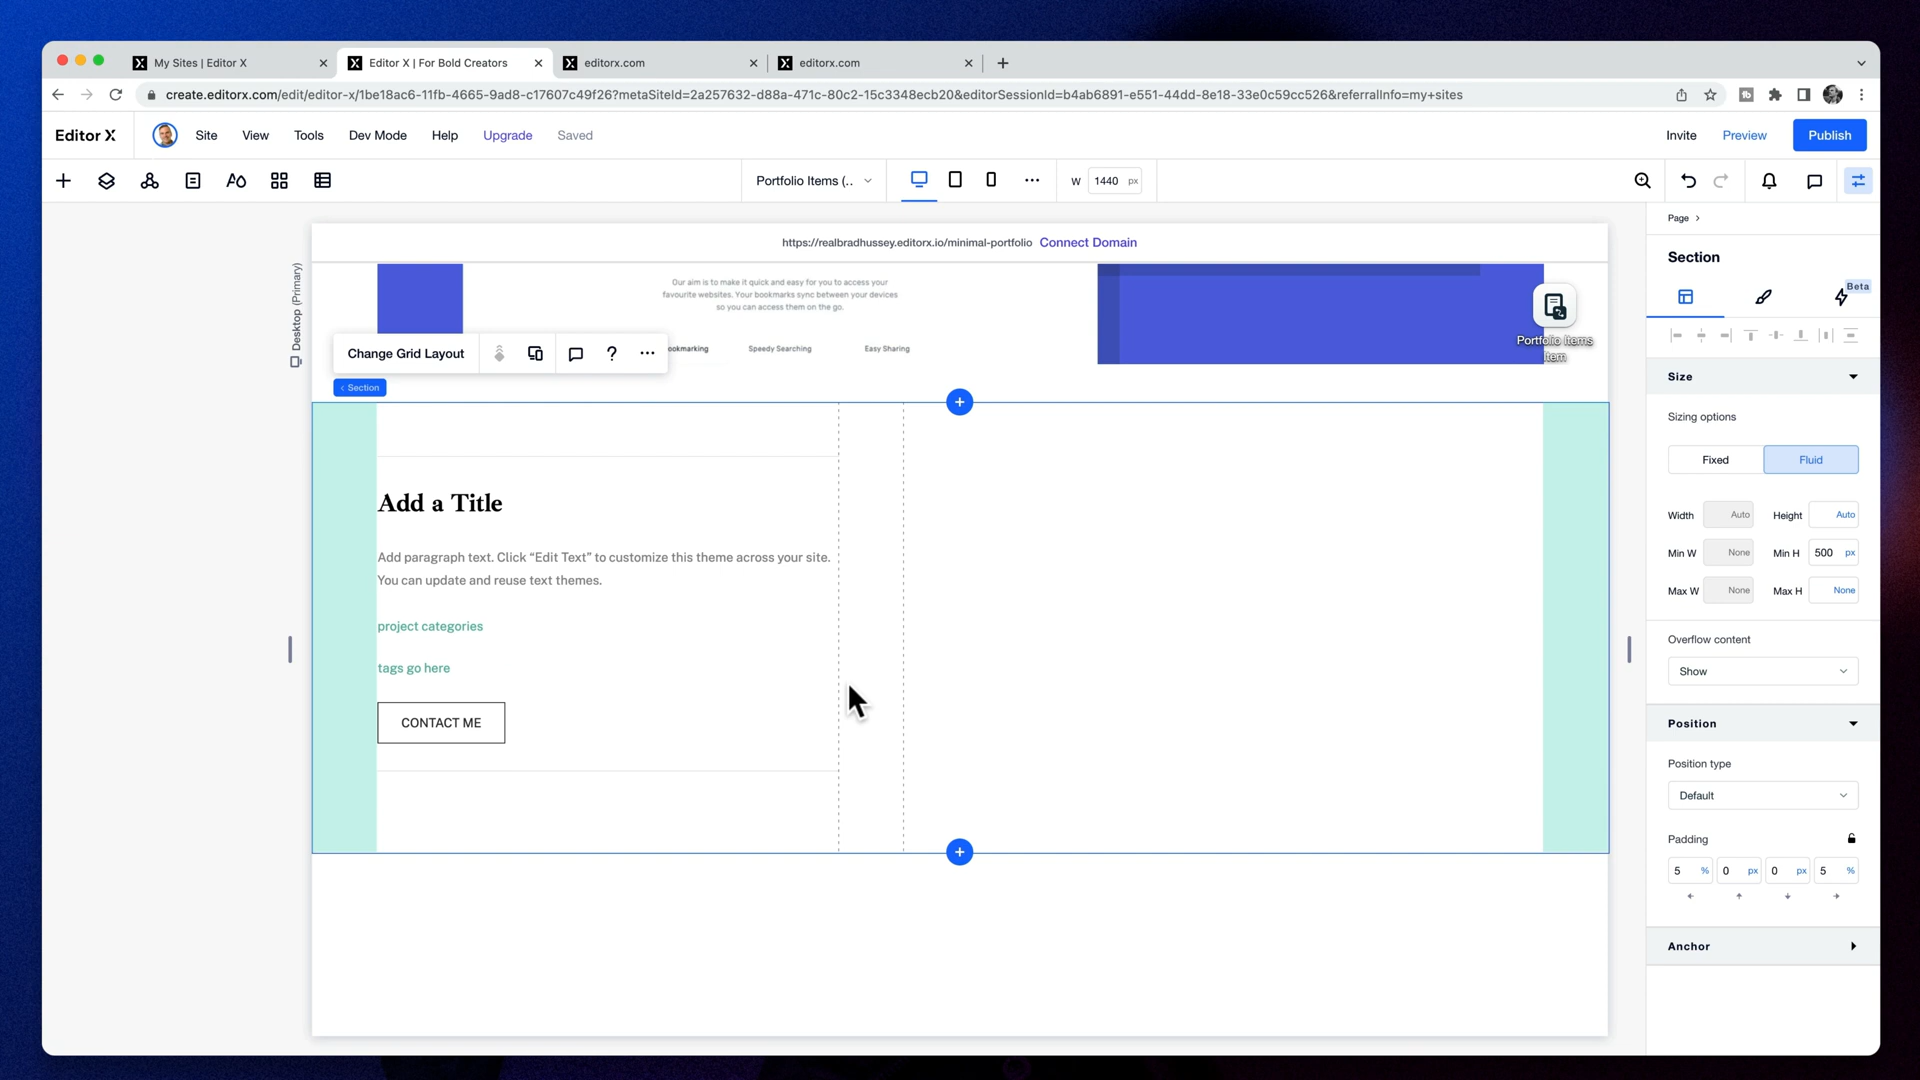 My Sites | Editor X
Editor X | For Bold Creators
editorx.com
editorx.com
create.editorx.com/edit/editor-x/1be18ac6-11fb-4665-9ad8-c17607c49f26?metaSiteId=2a257632-d88a-471c-80c2-15c3348ecb20&editorSessionId=b4ab6891-e551-44dd-8e18-33e0c59cc526&referralInfo=my+sites
Editor X
Site
View
Tools
Dev Mode
Help
Upgrade
Saved
Invite
Preview
Publish
Portfolio Items (..
W
1440
px
Page
https://realbradhussey.editorx.io/minimal-portfolio
Connect Domain
Desktop (Primary)
Our aim is to make it quick and easy for you to access your
favourite websites. Your bookmarks sync between your devices
so you can access them on the go.
Portfolio Items
Item
Change Grid Layout
?
ookmarking
Speedy Searching
Easy Sharing
Section
Add a Title
Add paragraph text. Click “Edit Text” to customize this theme across your site.
You can update and reuse text themes.
project categories
tags go here
CONTACT ME
Section
Beta
Size
Sizing options
Fixed
Fluid
Width
Auto
Height
Auto
Min W
None
Min H
500
px
Max W
None
Max H
None
Overflow content
Show
Position
Position type
Default
Padding
5
%
0
px
0
px
5
%
Anchor